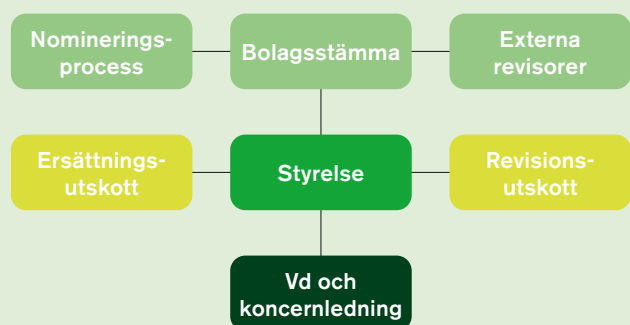 Nominerings-
process
Bolagsstämma
Externa
revisorer
Ersättnings-
utskott
Styrelse
Revisions-
utskott
Vd och
koncernledning